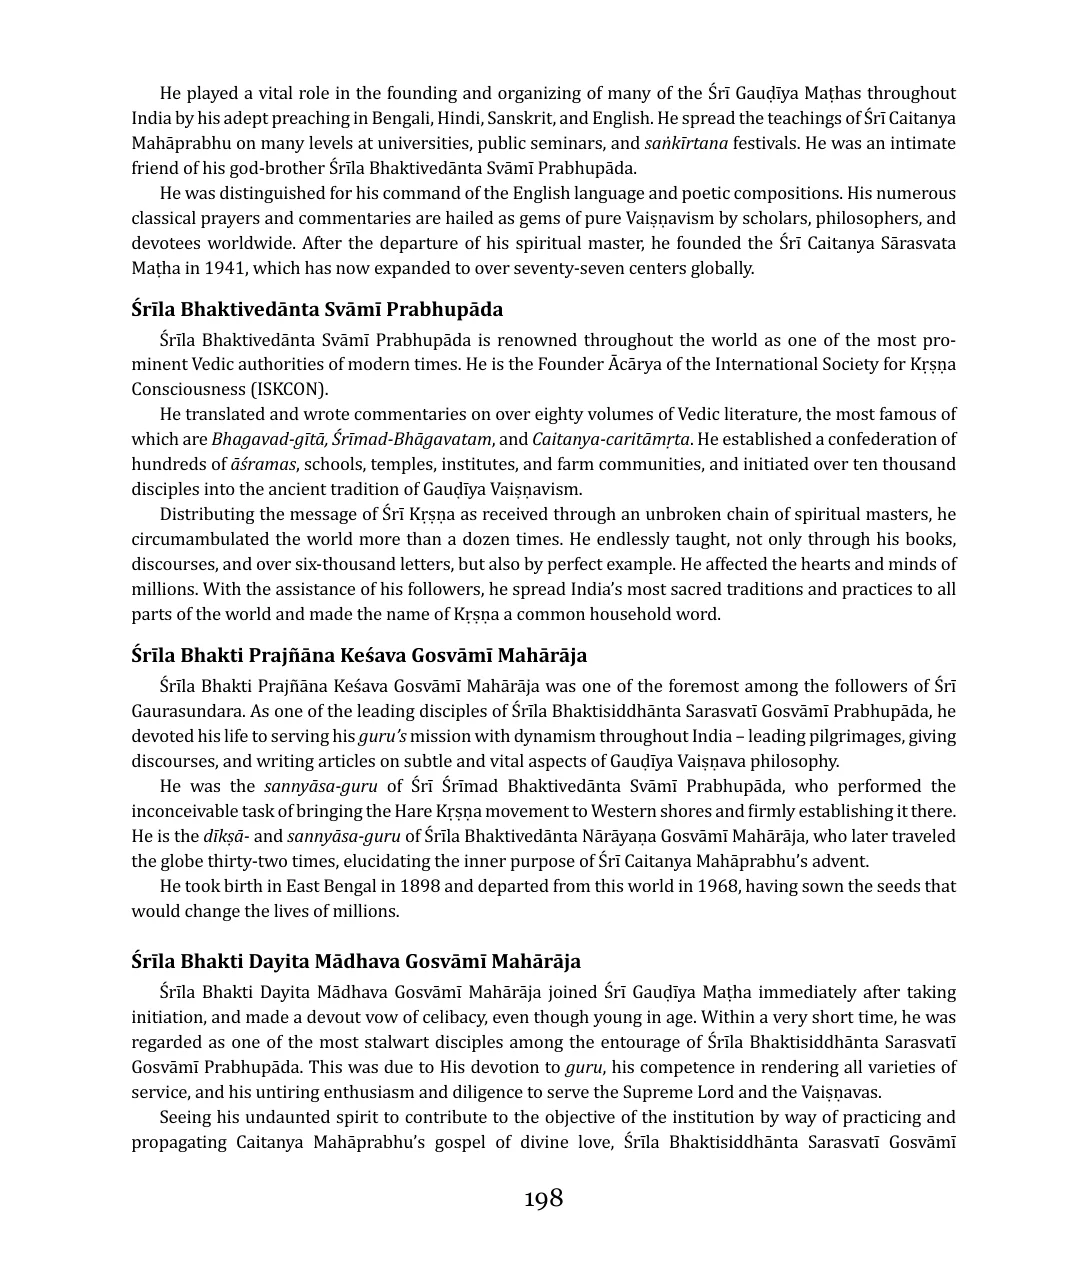 He played a vital role in the founding and organizing of many of the Śrī Gauḍīya Maṭhas throughout
India by his adept preaching in Bengali, Hindi, Sanskrit, and English. He spread the teachings of Śrī Caitanya
Mahāprabhu on many levels at universities, public seminars, and saṅkīrtana festivals. He was an intimate
friend of his god-brother Śrīla Bhaktivedānta Svāmī Prabhupāda.
He was distinguished for his command of the English language and poetic compositions. His numerous
classical prayers and commentaries are hailed as gems of pure Vaiṣṇavism by scholars, philosophers, and
devotees worldwide. After the departure of his spiritual master, he founded the Śrī Caitanya Sārasvata
Maṭha in 1941, which has now expanded to over seventy-seven centers globally.
Śrīla Bhaktivedānta Svāmī Prabhupāda
Śrīla Bhaktivedānta Svāmī Prabhupāda is renowned throughout the world as one of the most pro-
minent Vedic authorities of modern times. He is the Founder Ācārya of the International Society for Kṛṣṇa
Consciousness (ISKCON).
He translated and wrote commentaries on over eighty volumes of Vedic literature, the most famous of
which are Bhagavad-gītā, Śrīmad-Bhāgavatam, and Caitanya-caritāmṛta. He established a confederation of
hundreds of āśramas, schools, temples, institutes, and farm communities, and initiated over ten thousand
disciples into the ancient tradition of Gauḍīya Vaiṣṇavism.
Distributing the message of Śrī Kṛṣṇa as received through an unbroken chain of spiritual masters, he
circumambulated the world more than a dozen times. He endlessly taught, not only through his books,
discourses, and over six-thousand letters, but also by perfect example. He affected the hearts and minds of
millions. With the assistance of his followers, he spread India’s most sacred traditions and practices to all
parts of the world and made the name of Kṛṣṇa a common household word.
Śrīla Bhakti Prajñāna Keśava Gosvāmī Mahārāja
Śrīla Bhakti Prajñāna Keśava Gosvāmī Mahārāja was one of the foremost among the followers of Śrī
Gaurasundara. As one of the leading disciples of Śrīla Bhaktisiddhānta Sarasvatī Gosvāmī Prabhupāda, he
devoted his life to serving his guru’s mission with dynamism throughout India – leading pilgrimages, giving
discourses, and writing articles on subtle and vital aspects of Gauḍīya Vaiṣṇava philosophy.
He was the sannyāsa-guru of Śrī Śrīmad Bhaktivedānta Svāmī Prabhupāda, who performed the
inconceivable task of bringing the Hare Kṛṣṇa movement to Western shores and firmly establishing it there.
He is the dīkṣā- and sannyāsa-guru of Śrīla Bhaktivedānta Nārāyaṇa Gosvāmī Mahārāja, who later traveled
the globe thirty-two times, elucidating the inner purpose of Śrī Caitanya Mahāprabhu’s advent.
He took birth in East Bengal in 1898 and departed from this world in 1968, having sown the seeds that
would change the lives of millions.
Śrīla Bhakti Dayita Mādhava Gosvāmī Mahārāja
Śrīla Bhakti Dayita Mādhava Gosvāmī Mahārāja joined Śrī Gauḍīya Maṭha immediately after taking
initiation, and made a devout vow of celibacy, even though young in age. Within a very short time, he was
regarded as one of the most stalwart disciples among the entourage of Śrīla Bhaktisiddhānta Sarasvatī
Gosvāmī Prabhupāda. This was due to His devotion to guru, his competence in rendering all varieties of
service, and his untiring enthusiasm and diligence to serve the Supreme Lord and the Vaiṣṇavas.
Seeing his undaunted spirit to contribute to the objective of the institution by way of practicing and
propagating Caitanya Mahāprabhu’s gospel of divine love, Śrīla Bhaktisiddhānta Sarasvatī Gosvāmī
198